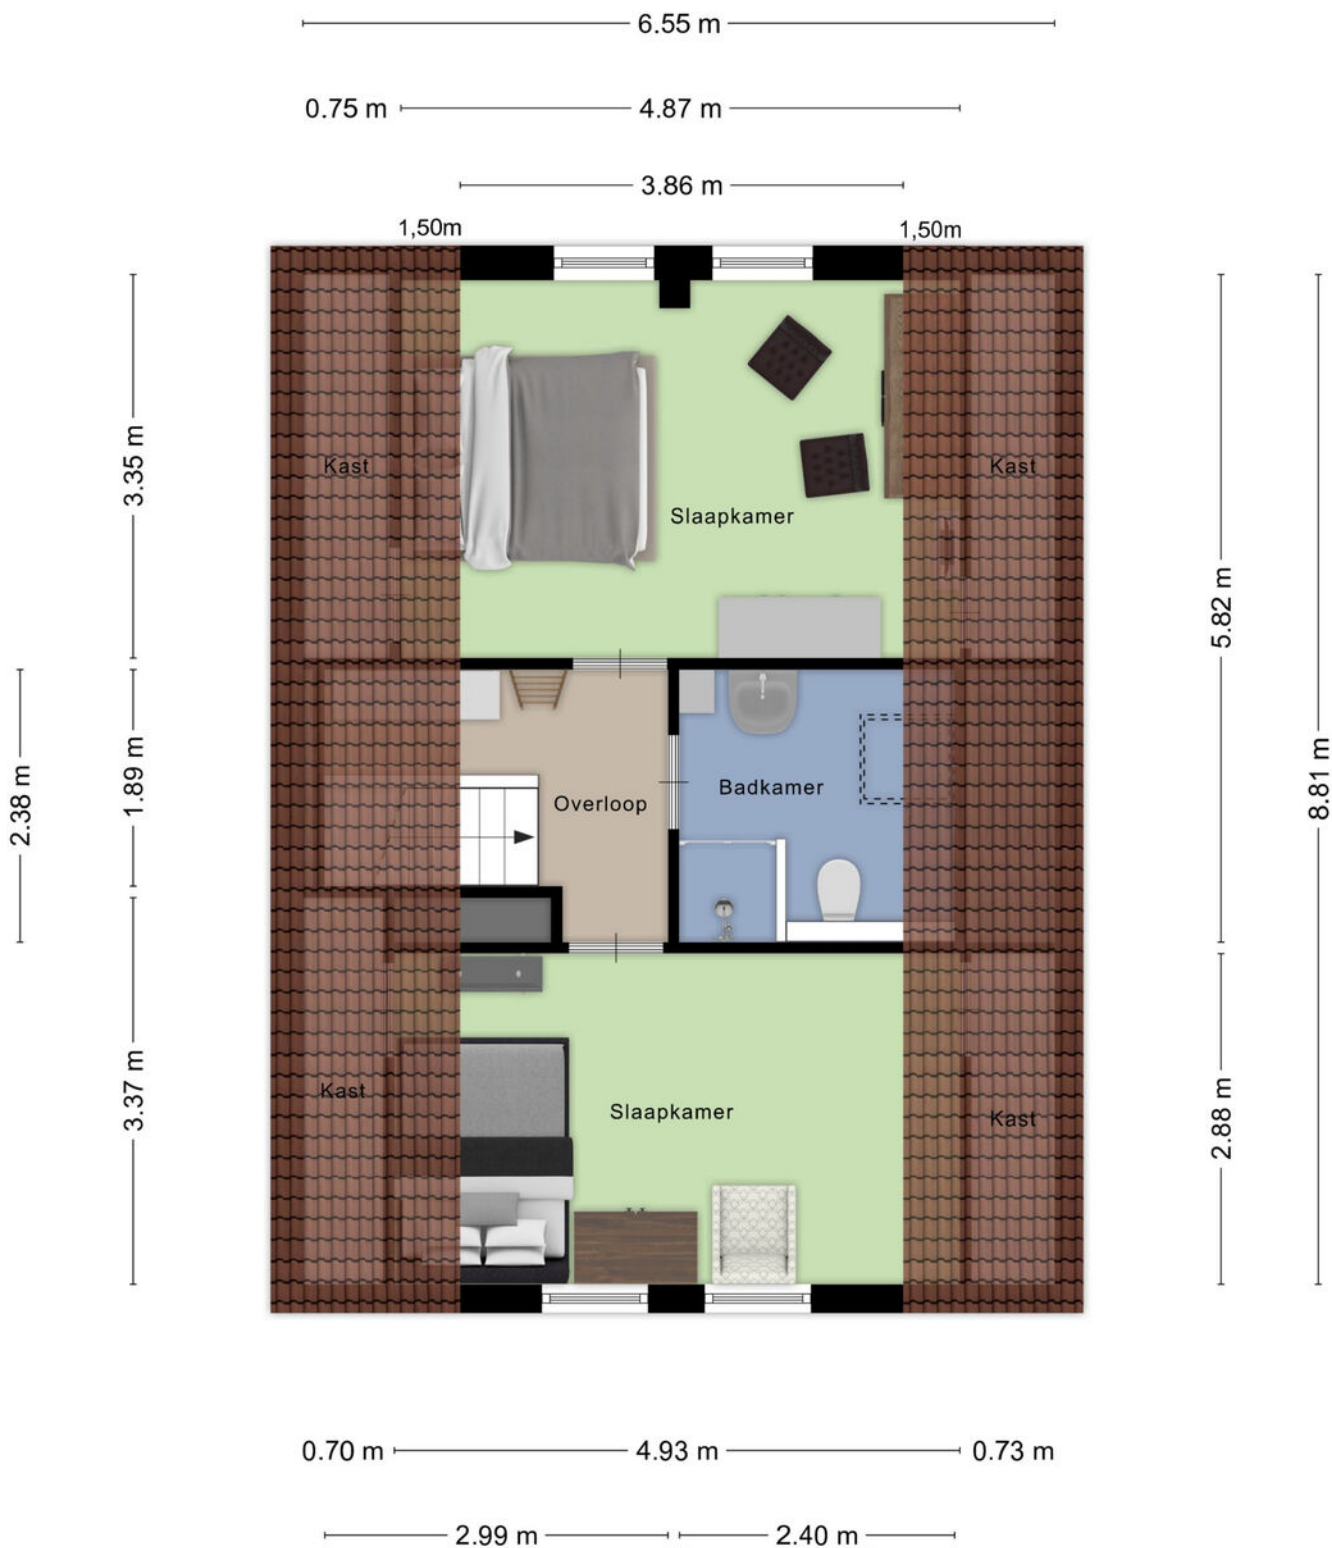 6.55 m
0.75 m
4.87 m
3.86 m
1,50m
1,50m
3.35 m
Kast
Kast
Slaapkamer
5.82 m
2.38 m
1.89 m
Overloop
Badkamer
8.81 m
3.37 m
Kast
Slaapkamer
Kast
2.88 m
0.70 m
4.93 m
0.73 m
2.99 m
2.40 m